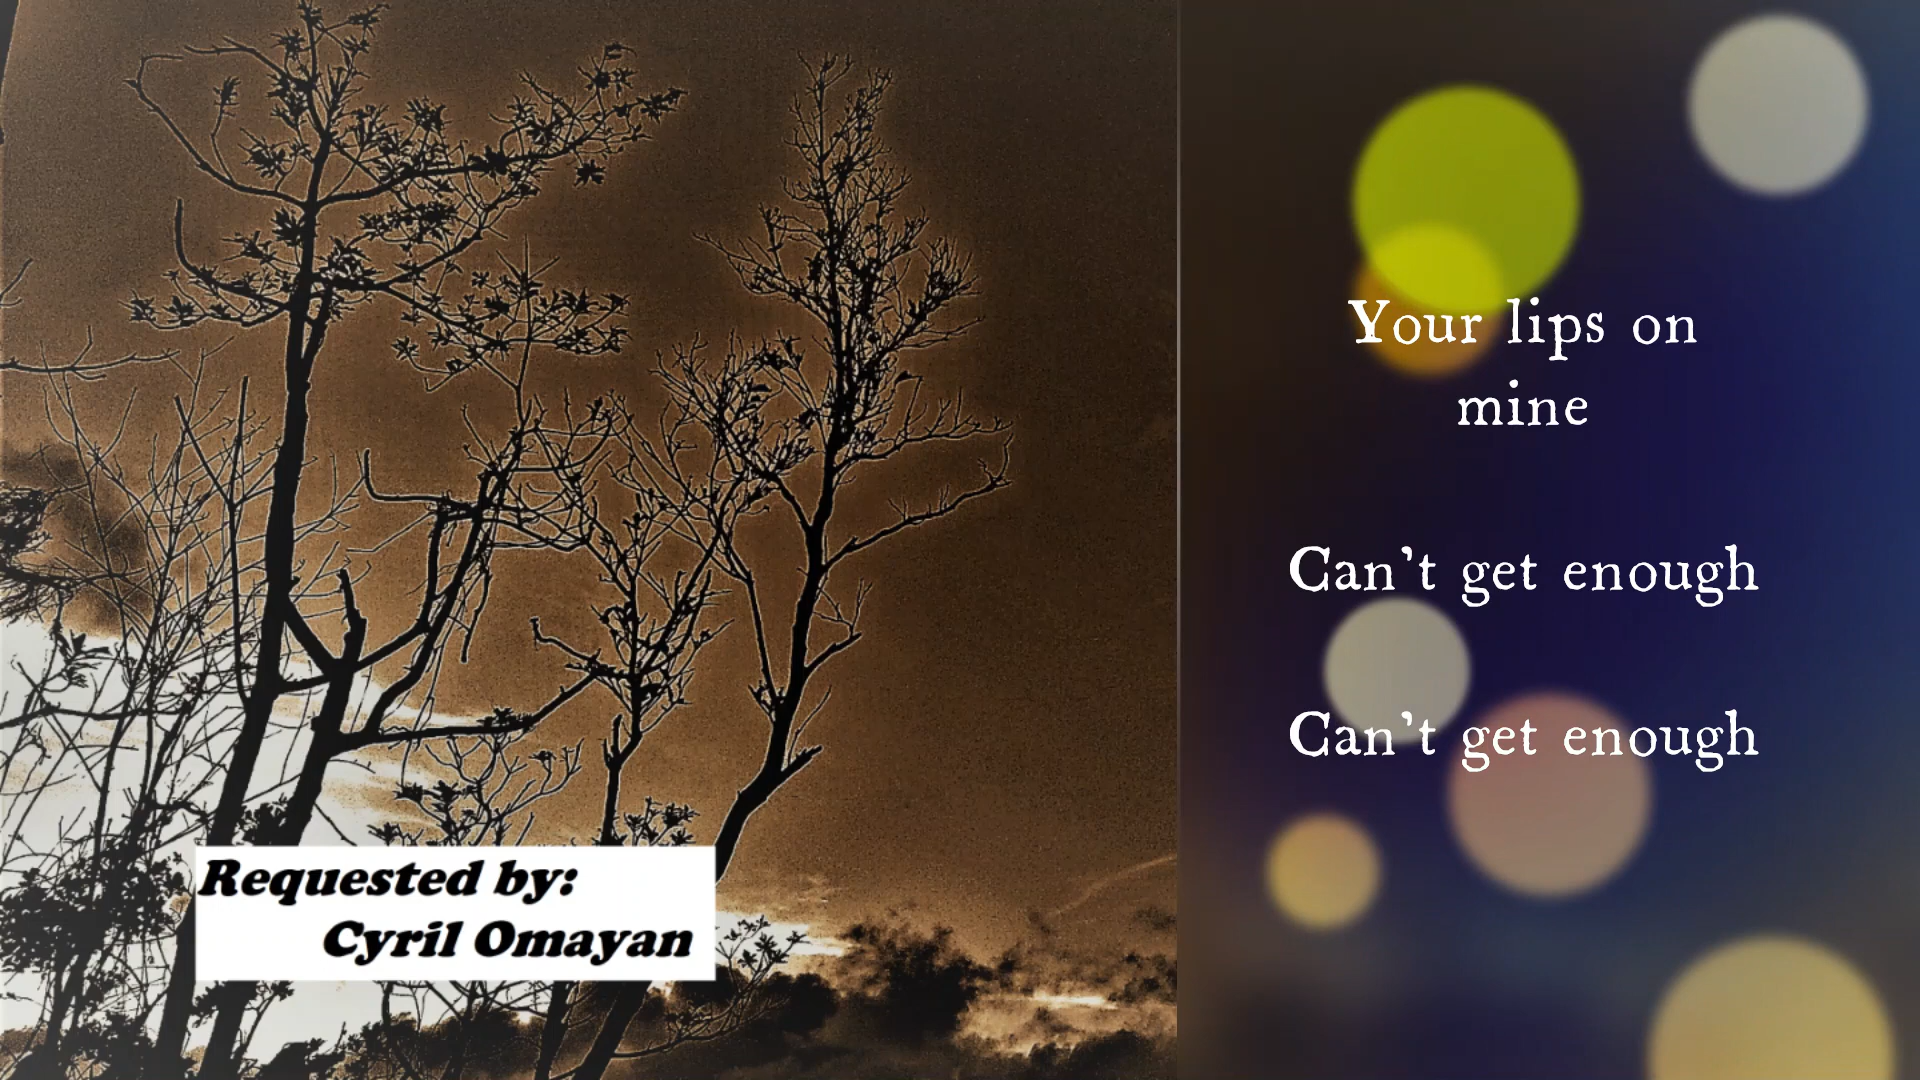 Requested by:
Cyril Omayan
Your lips on
mine
Can't get enough
Can't get enough